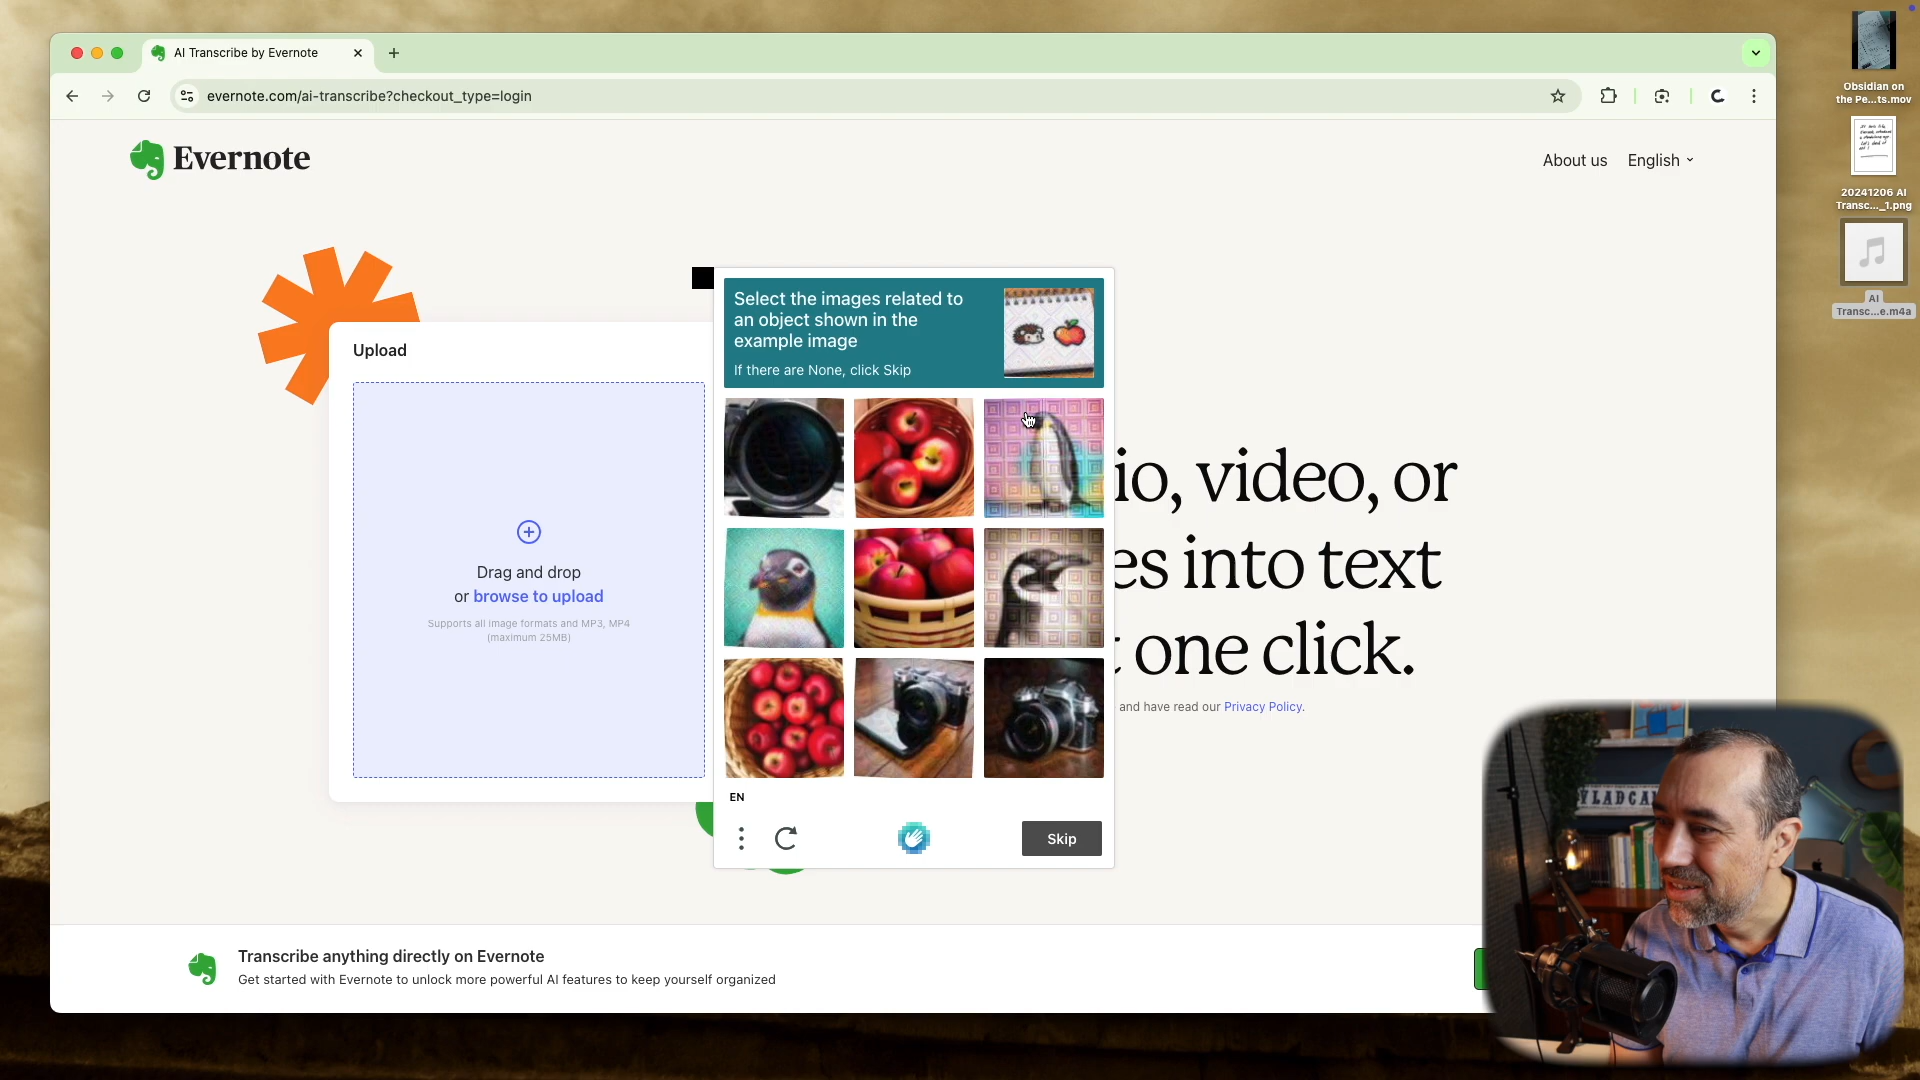 AI Transcribe by Evernote
evernote.com/ai-transcribe?checkout_type=login
Evernote
About us
English
Obsidian on
the Pe...ts.mov
20241206 AI
Transc..._1.png
AI
Transc...e.m4a
Upload
Drag and drop
or browse to upload
Supports all image formats and MP3, MP4
(maximum 25MB)
Select the images related to
an object shown in the
example image
If there are None, click Skip
EN
Skip
io, video, or
es into text
one click.
and have read our Privacy Policy.
Transcribe anything directly on Evernote
Get started with Evernote to unlock more powerful AI features to keep yourself organized
VLADCA